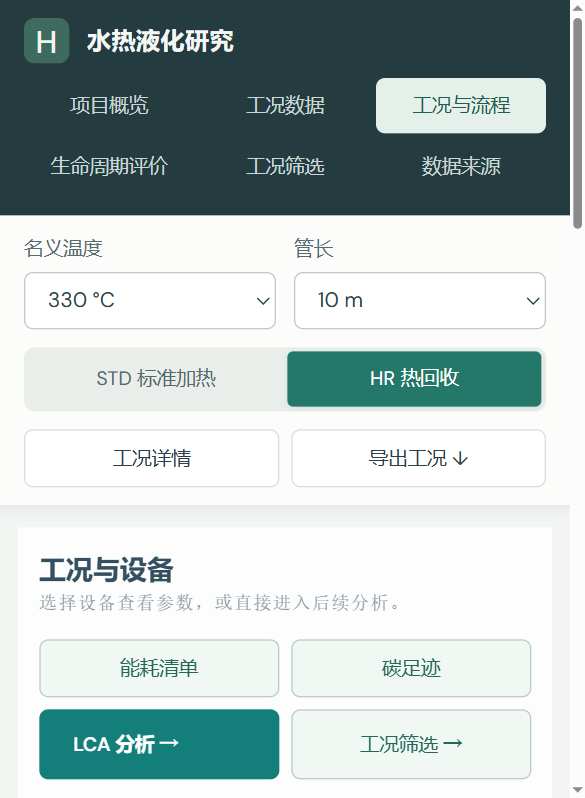 H 水热液化研究
项目概览 工况数据 工况与流程
生命周期评价 工况筛选 数据来源
名义温度 管长
330 °C 10 m
STD 标准加热 HR 热回收
工况详情 导出工况 ↓
工况与设备
选择设备查看参数，或直接进入后续分析。
能耗清单 碳足迹
LCA 分析 → 工况筛选 →